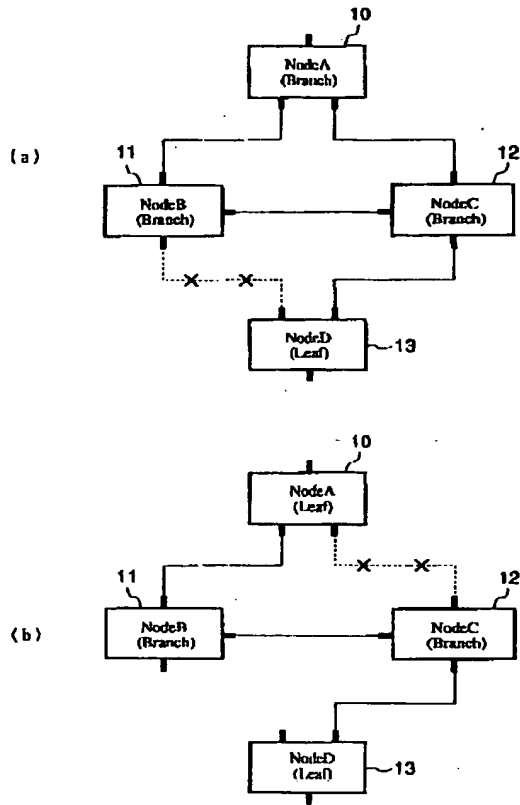 10
NodeA
(Branch)
(a)
11
12
NodeB
(Branch)
NodeC
(Branch)
NodeD
(Leaf)
13
10
NodeA
(Leaf)
11
12
(b)
NodeB
(Branch)
NodeC
(Branch)
NodeD
(Leaf)
13